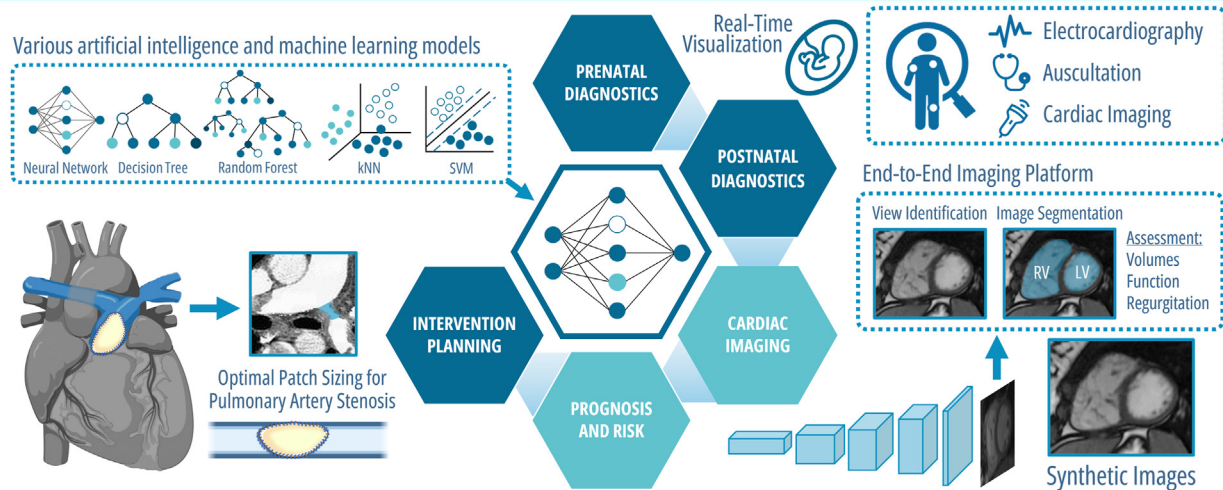 Various artificial intelligence and machine learning models
Neural Network
Decision Tree
Random Forest
kNN
SVM
PRENATAL
DIAGNOSTICS
Real-Time
Visualization
Electrocardiography
Auscultation
Cardiac Imaging
POSTNATAL
DIAGNOSTICS
End-to-End Imaging Platform
View Identification
Image Segmentation
RV
LV
Assessment:
Volumes
Function
Regurgitation
CARDIAC
IMAGING
INTERVENTION
PLANNING
PROGNOSIS
AND RISK
Optimal Patch Sizing for
Pulmonary Artery Stenosis
Synthetic Images